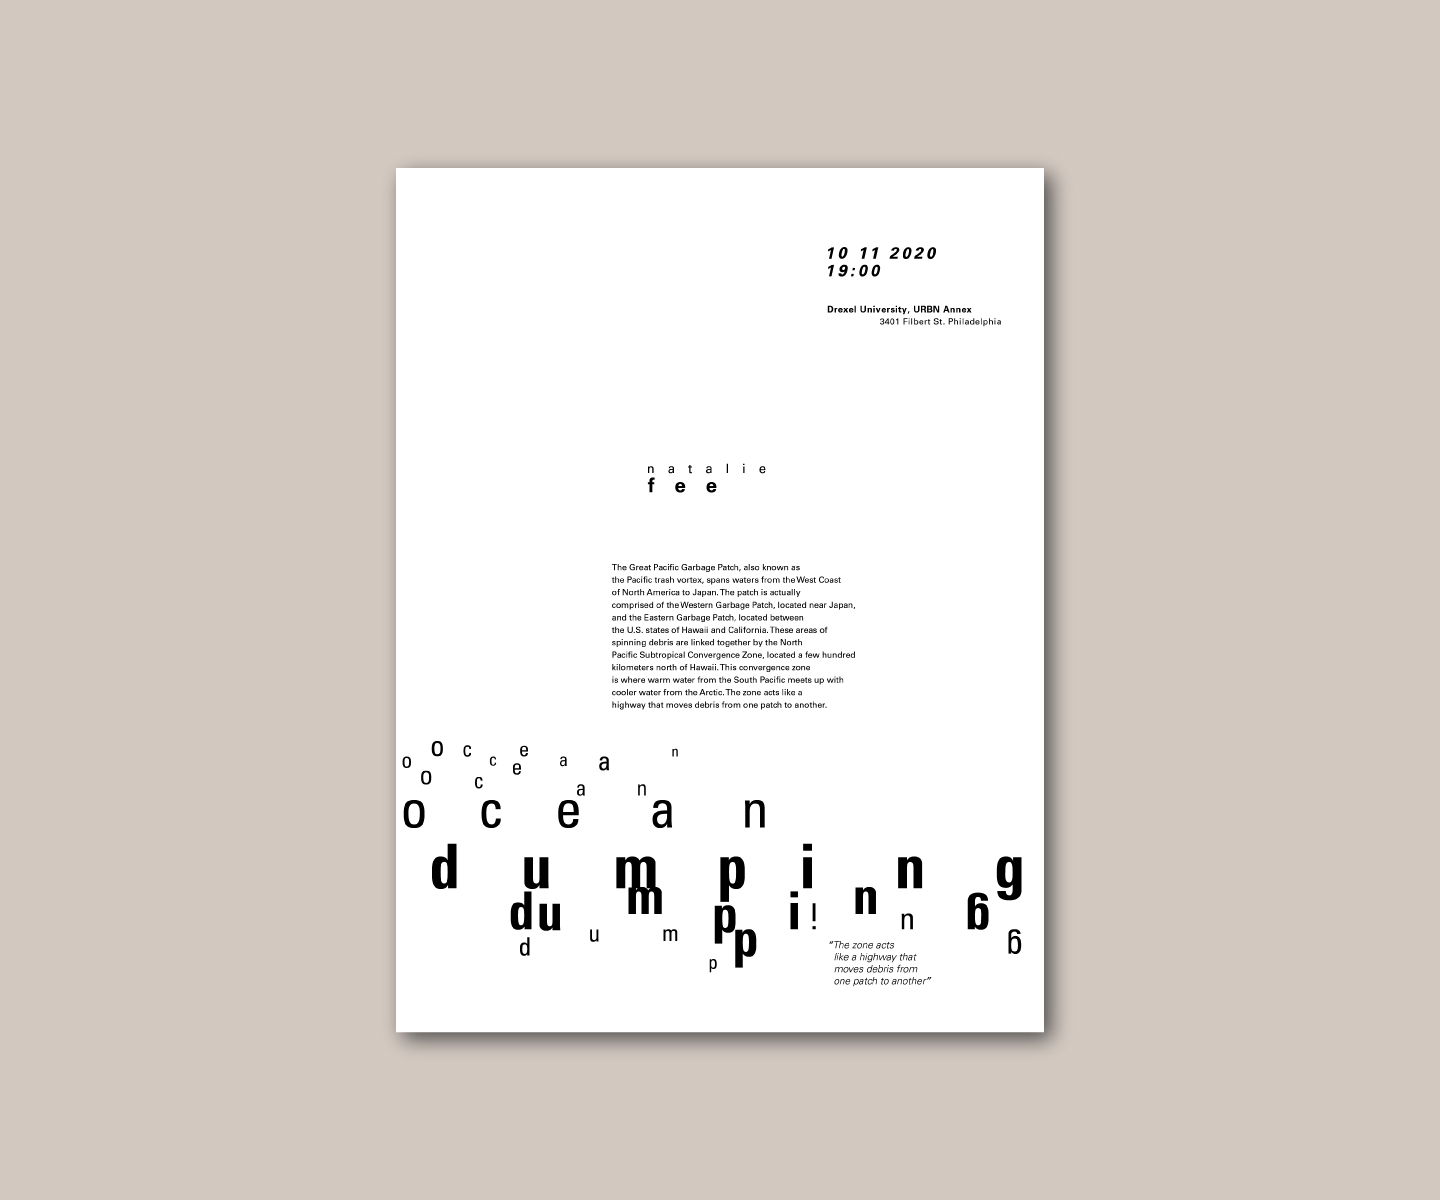 10 11 2020
19:00
Drexel University, URBN Annex
3401 Filbert St. Philadelphia
natalie
fee
The Great Pacific Garbage Patch, also known as
the Pacific trash vortex, spans waters from the West Coast
of North America to Japan. The patch is actually
comprised of the Western Garbage Patch, located near Japan,
and the Eastern Garbage Patch, located between
the U.S. states of Hawaii and California. These areas of
spinning debris are linked together by the North
Pacific Subtropical Convergence Zone, located a few hundred
kilometers north of Hawaii. This convergence zone
is where warm water from the South Pacific meets up with
cooler water from the Arctic. The zone acts like a
highway that moves debris from one patch to another.
o o c c e a a n
o c e a n
o c e a n
d u m p i n g
d u m p i ! n n g
d u m p p g
“The zone acts
like a highway that
moves debris from
one patch to another”